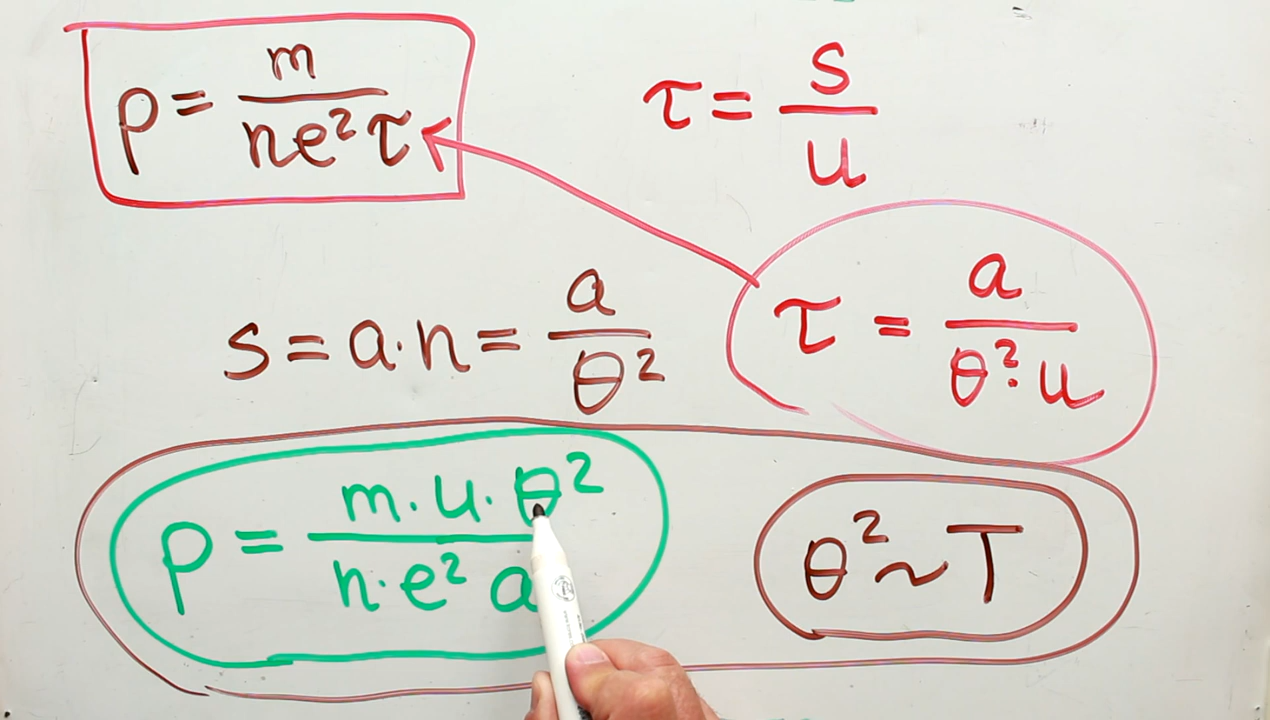 ρ = m / ne²τ
τ = s / u
s = a·n = a / θ²
τ = a / θ²·u
ρ = m·u·θ² / n·e² a
θ² ~ T